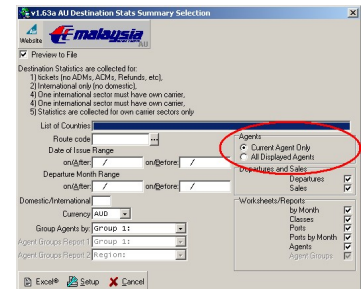 v1.63a AU Destination Stats Summary Selection
Website
malaysia
AU
Preview to File
Destination Statistics are collected for:
1) tickets (no ADMs, ACMs, Refunds, etc),
2) International only (no domestic),
4) One international sector must have own carrier,
4) One international sector must have own carrier,
5) Statistics are collected for own carrier sectors only
List of Countries
Route code ...
Date of Issue Range
on/After: / on/Before: /
Departure Month Range
on/After: / on/Before: /
Domestic/International
Currency AUD
Group Agents by: Group 1:
Agent Groups Report 1: Group 1:
Agent Groups Report 2: Region:
Agents
Current Agent Only
All Displayed Agents
Departures and Sales
Departures
Sales
Worksheets/Reports
by Month
Classes
Ports
Ports by Month
Agent Groups
Excel® Setup Cancel